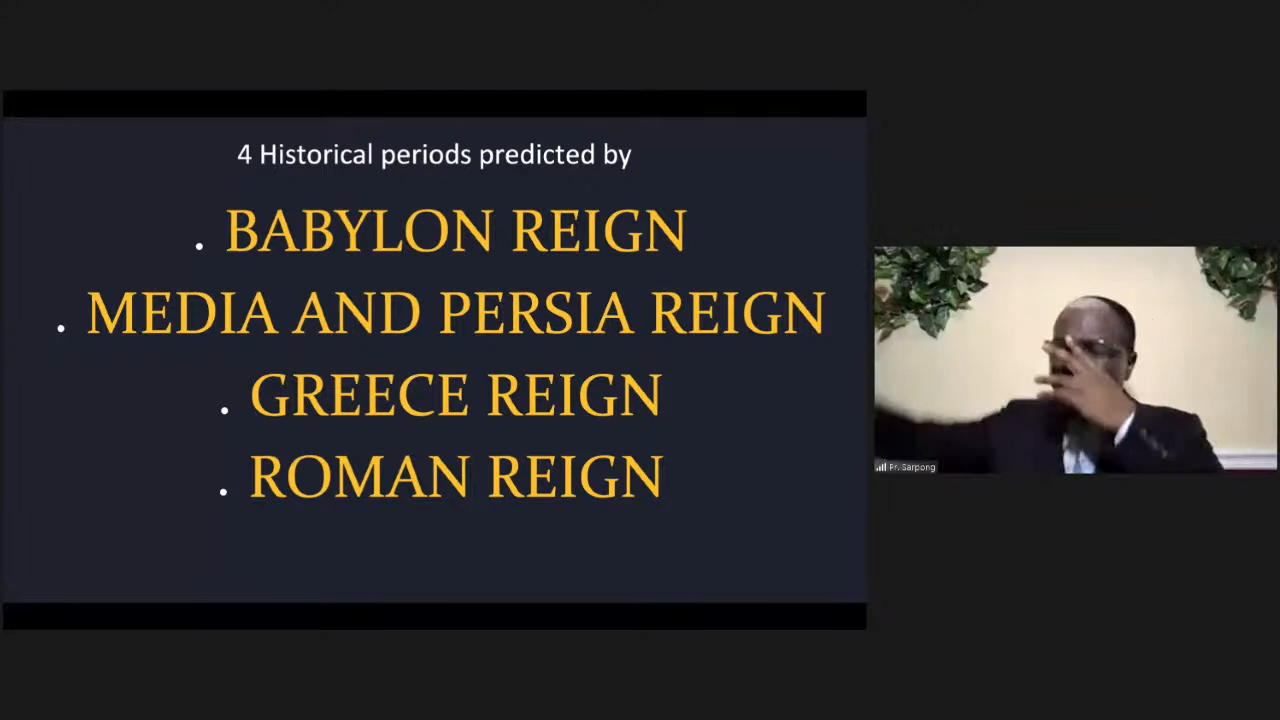 4 Historical periods predicted by
. BABYLON REIGN
. MEDIA AND PERSIA REIGN
. GREECE REIGN
. ROMAN REIGN
Pr. Sarpong